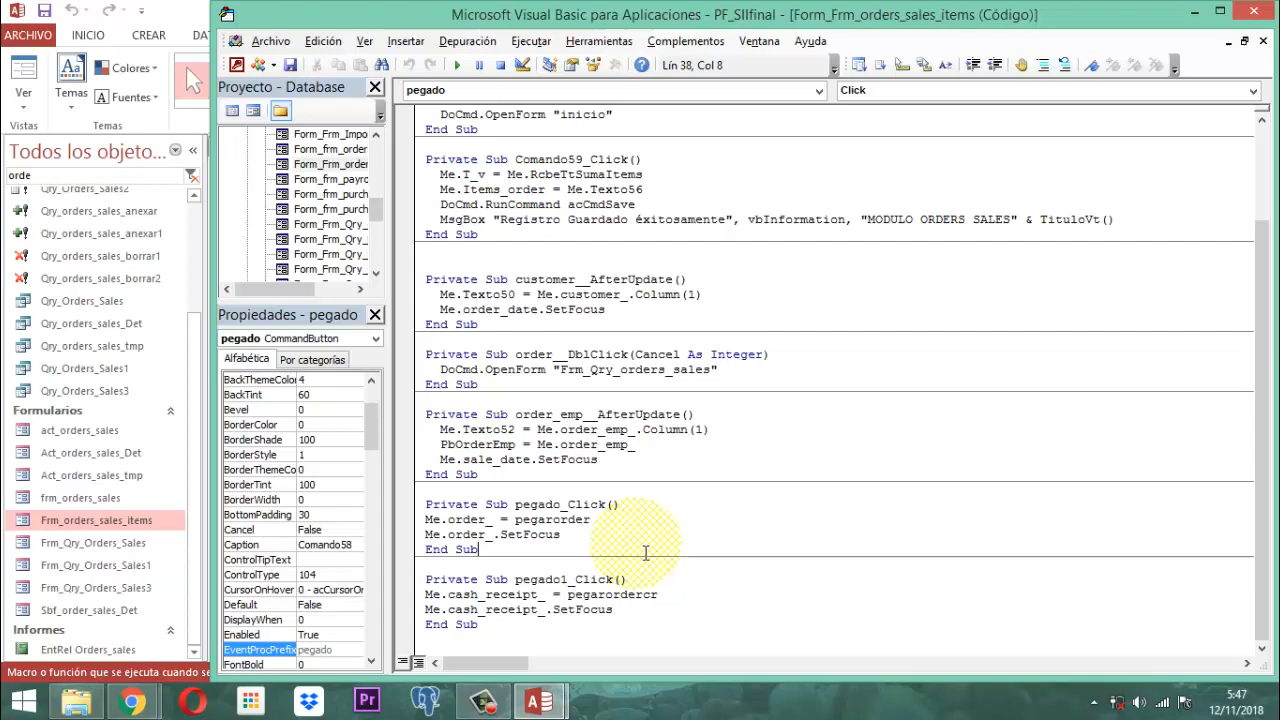 Microsoft Visual Basic para Aplicaciones - PF_SIIfinal - [Form_Frm_orders_sales_items (Código)]
ARCHIVO
INICIO
CREAR
Archivo
Edición
Ver
Insertar
Depuración
Ejecutar
Herramientas
Complementos
Ventana
Ayuda
Lín 38, Col 8
Ver
Temas
Colores
Fuentes
Vistas
Temas
Todos los objeto...
orde
Qry_Orders_Sales2
Qry_orders_sales_anexar
Qry_orders_sales_anexar1
Qry_orders_sales_borrar1
Qry_orders_sales_borrar2
Qry_Orders_Sales
Qry_Orders_Sales_Det
Qry_Orders_Sales_tmp
Qry_Orders_Sales1
Qry_Orders_Sales3
Formularios
act_orders_sales
Act_orders_sales_Det
Act_orders_sales_tmp
frm_orders_sales
Frm_orders_sales_items
Frm_Qry_Orders_Sales
Frm_Qry_Orders_Sales1
Frm_Qry_Orders_Sales3
Sbf_order_sales_Det
Informes
EntRel Orders_sales
Macro o función que se ejecuta cuando se
Proyecto - Database
Form_Frm_Impo
Form_frm_order
Form_Frm_order
Form_frm_payrc
Form_frm_purch
Form_frm_purch
Form_Frm_Qry_
Form_Frm_Qry_
Form_Frm_Qry_
Propiedades - pegado
pegado CommandButton
Alfabética
Por categorías
BackThemeColo 4
BackTint 60
Bevel 0
BorderColor 0
BorderShade 100
BorderStyle 1
BorderThemeCo 0
BorderTint 100
BorderWidth 0
BottomPadding 30
Cancel False
Caption Comando58
ControlTipText
ControlType 104
CursorOnHover 0 - acCursorOn
Default False
DisplayWhen 0
Enabled True
EventProcPrefix pegado
FontBold 0
pegado
Click
DoCmd.OpenForm "inicio"
End Sub
Private Sub Comando59_Click()
Me.T_v = Me.RcbeTtSumaItems
Me.Items_order = Me.Texto56
DoCmd.RunCommand acCmdSave
MsgBox "Registro Guardado éxitosamente", vbInformation, "MODULO ORDERS SALES" & TituloVt()
End Sub
Private Sub customer__AfterUpdate()
Me.Texto50 = Me.customer_.Column(1)
Me.order_date.SetFocus
End Sub
Private Sub order__DblClick(Cancel As Integer)
DoCmd.OpenForm "Frm_Qry_orders_sales"
End Sub
Private Sub order_emp__AfterUpdate()
Me.Texto52 = Me.order_emp_.Column(1)
PbOrderEmp = Me.order_emp_
Me.sale_date.SetFocus
End Sub
Private Sub pegado_Click()
Me.order_ = pegarorder
Me.order_.SetFocus
End Sub
Private Sub pegado1_Click()
Me.cash_receipt_ = pegarordercr
Me.cash_receipt_.SetFocus
End Sub
Pr
5:47
12/11/2018